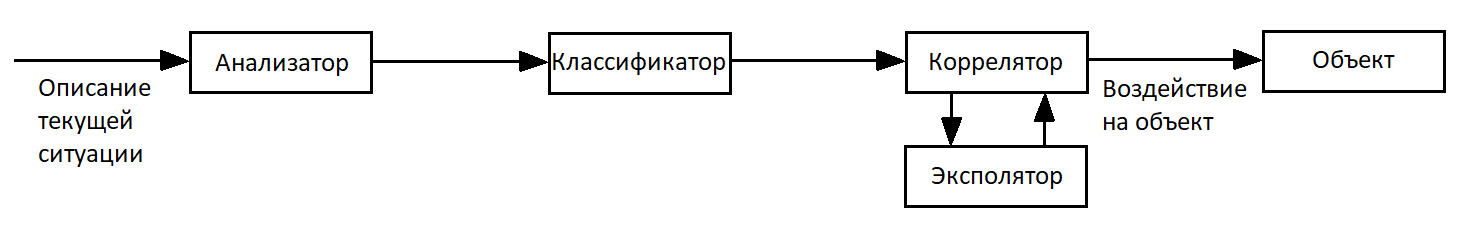 Анализатор
Классификатор
Коррелятор
Объект
Описание
текущей
ситуации
Воздействие
на объект
Эксполятор